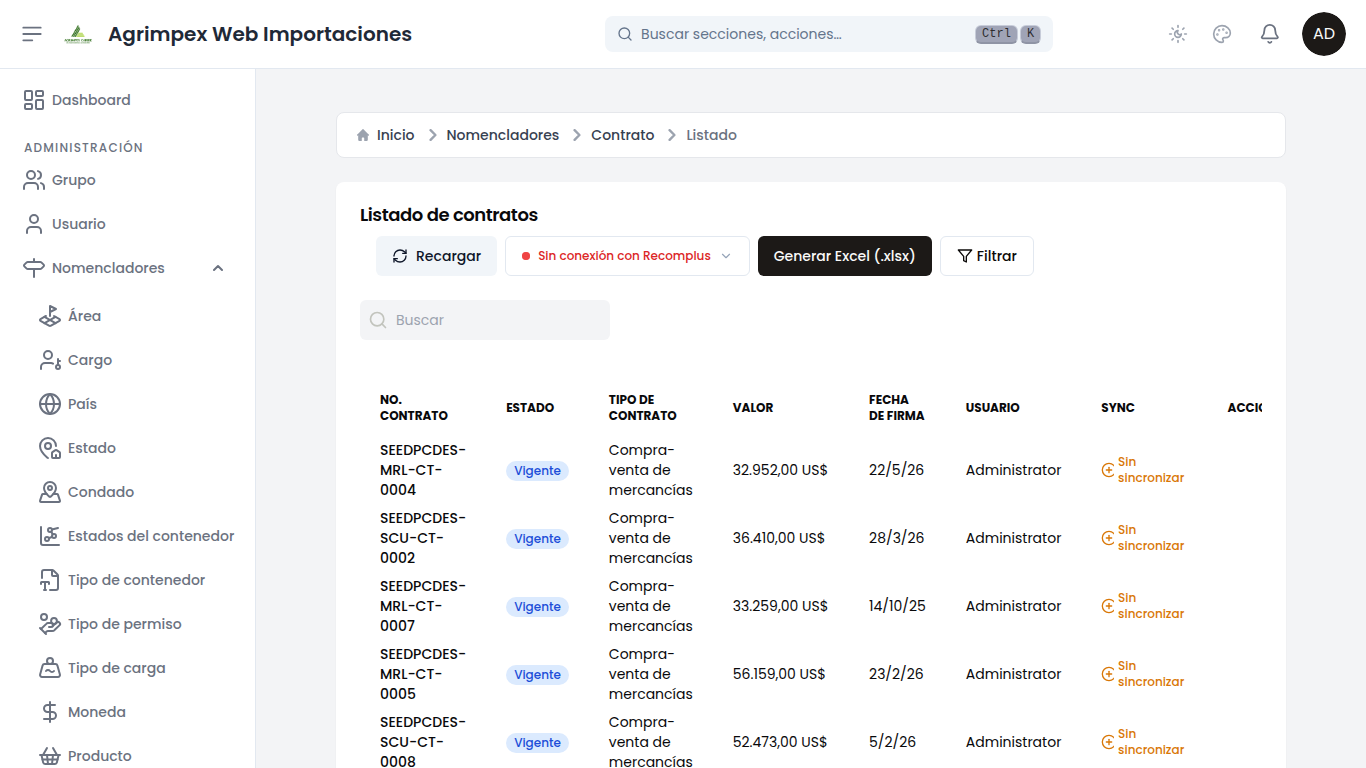 Agrimpex Web Importaciones
Buscar secciones, acciones...
Ctrl K
AD
Dashboard
ADMINISTRACIÓN
Grupo
Usuario
Nomencladores
Área
Cargo
País
Estado
Condado
Estados del contenedor
Tipo de contenedor
Tipo de permiso
Tipo de carga
Moneda
Producto
Inicio > Nomencladores > Contrato > Listado
Listado de contratos
Recargar
Sin conexión con Recomplus
Generar Excel (.xlsx)
Filtrar
Buscar
NO. CONTRATO ESTADO TIPO DE CONTRATO VALOR FECHA DE FIRMA USUARIO SYNC ACCIC
SEEDPCDES-MRL-CT-0004 Vigente Compra-venta de mercancías 32.952,00 US$ 22/5/26 Administrator Sin sincronizar
SEEDPCDES-SCU-CT-0002 Vigente Compra-venta de mercancías 36.410,00 US$ 28/3/26 Administrator Sin sincronizar
SEEDPCDES-MRL-CT-0007 Vigente Compra-venta de mercancías 33.259,00 US$ 14/10/25 Administrator Sin sincronizar
SEEDPCDES-MRL-CT-0005 Vigente Compra-venta de mercancías 56.159,00 US$ 23/2/26 Administrator Sin sincronizar
SEEDPCDES-SCU-CT-0008 Vigente Compra-venta de mercancías 52.473,00 US$ 5/2/26 Administrator Sin sincronizar